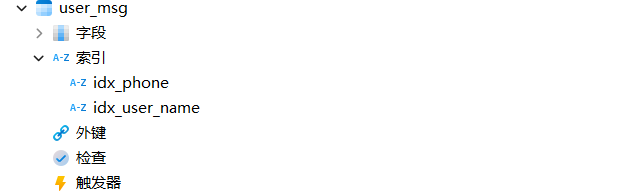 user_msg
字段
索引
A-Z idx_phone
A-Z idx_user_name
外键
检查
触发器